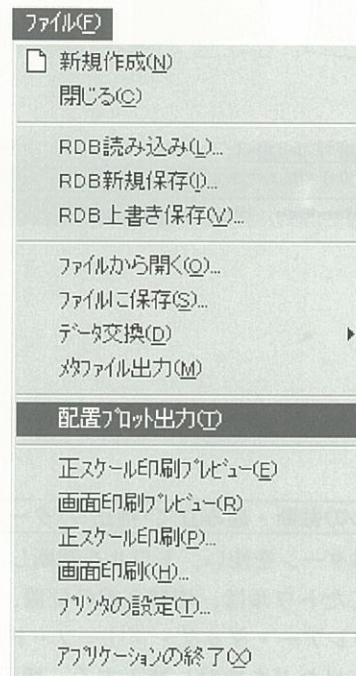 ファイル(F)
新規作成(N)
閉じる(C)
RDB読み込み(L)...
RDB新規保存(I)...
RDB上書き保存(V)...
ファイルから開く(O)...
ファイルに保存(S)...
データ交換(D)
メタファイル出力(M)
配置プロット出力(T)
正スケール印刷プレビュー(E)
画面印刷プレビュー(R)
正スケール印刷(P)...
画面印刷((H)...
プリンタの設定(T)...
アプリケーションの終了(X)